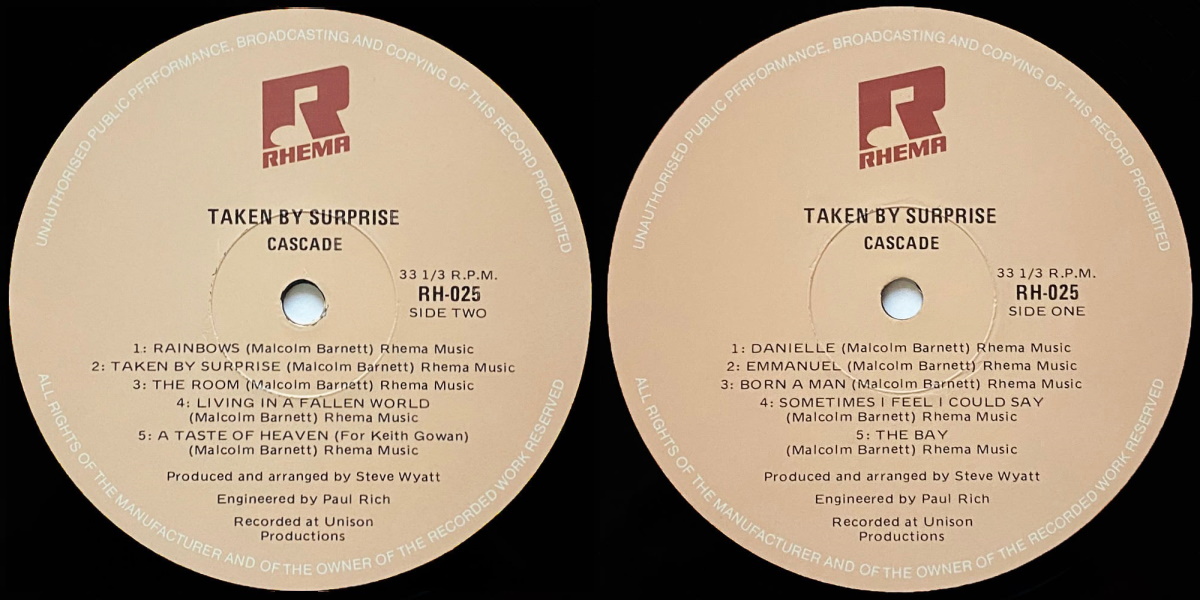 UNAUTHORISED PUBLIC PERFORMANCE, BROADCASTING AND COPYING OF THIS RECORD PROHIBITED
RHEMA
TAKEN BY SURPRISE
CASCADE
33 1/3 R.P.M.
RH-025
SIDE TWO
1: RAINBOWS (Malcolm Barnett) Rhema Music
2: TAKEN BY SURPRISE (Malcolm Barnett) Rhema Music
3: THE ROOM (Malcolm Barnett) Rhema Music
4: LIVING IN A FALLEN WORLD
(Malcolm Barnett) Rhema Music
5: A TASTE OF HEAVEN (For Keith Gowan)
(Malcolm Barnett) Rhema Music
Produced and arranged by Steve Wyatt
Engineered by Paul Rich
Recorded at Unison
Productions
ALL RIGHTS OF THE MANUFACTURER AND OF THE OWNER OF THE RECORDED WORK RESERVED
UNAUTHORISED PUBLIC PERFORMANCE, BROADCASTING AND COPYING OF THIS RECORD PROHIBITED
RHEMA
TAKEN BY SURPRISE
CASCADE
33 1/3 R.P.M.
RH-025
SIDE ONE
1: DANIELLE (Malcolm Barnett) Rhema Music
2: EMMANUEL (Malcolm Barnett) Rhema Music
3: BORN A MAN (Malcolm Barnett) Rhema Music
4: SOMETIMES I FEEL I COULD SAY
(Malcolm Barnett) Rhema Music
5: THE BAY
(Malcolm Barnett) Rhema Music
Produced and arranged by Steve Wyatt
Engineered by Paul Rich
Recorded at Unison
Productions
ALL RIGHTS OF THE MANUFACTURER AND OF THE OWNER OF THE RECORDED WORK RESERVED